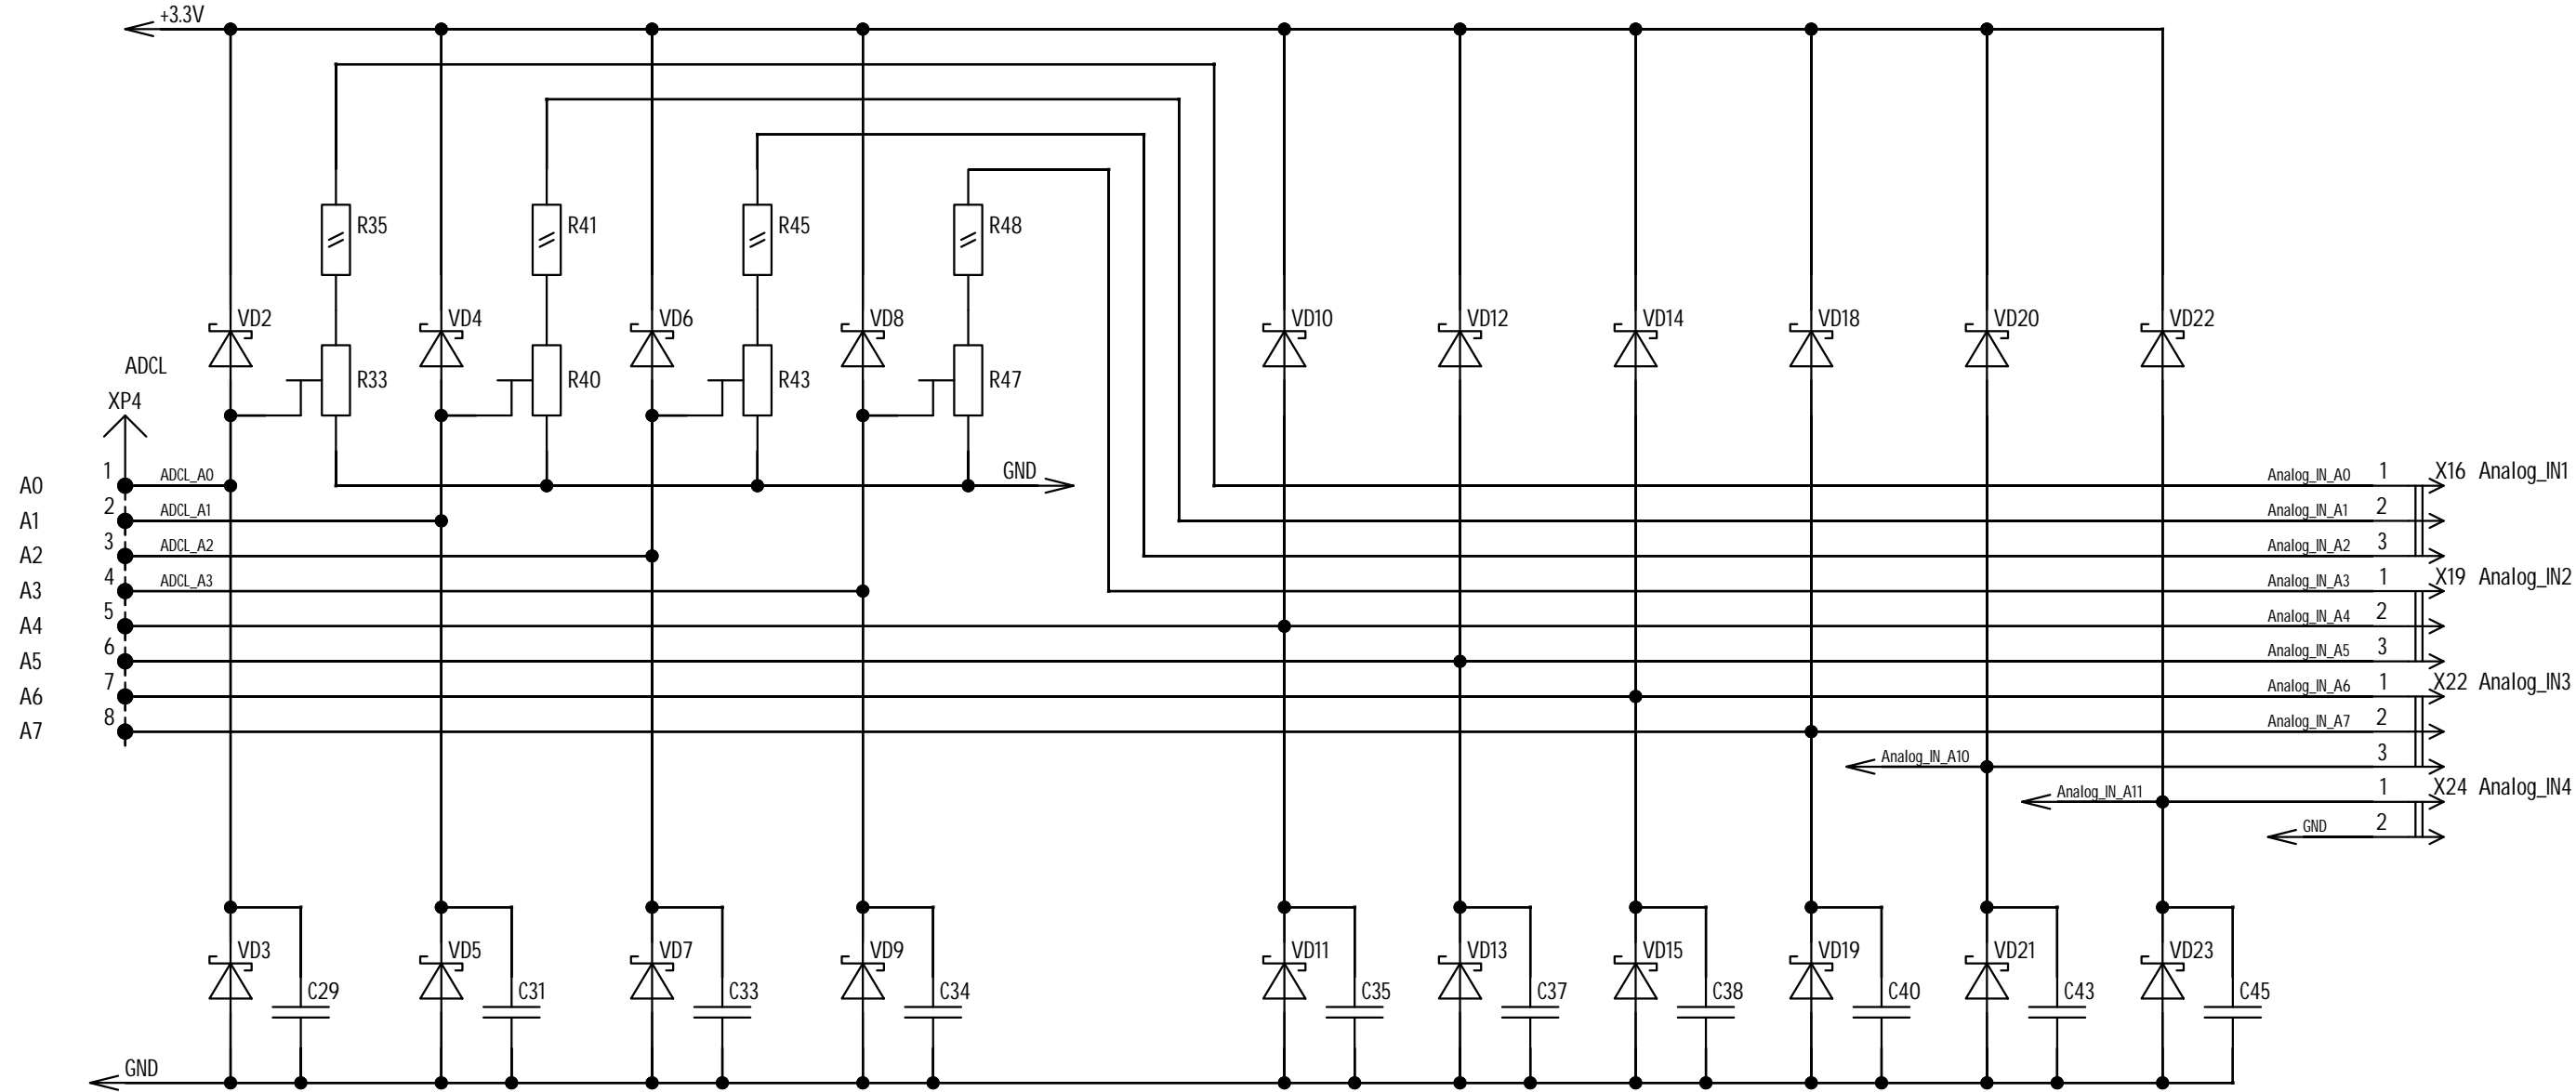 +3.3V
R35 R41 R45 R48
VD2 VD4 VD6 VD8 VD10 VD12 VD14 VD18 VD20 VD22
ADCL
R33 R40 R43 R47
XP4
A0 1 ADCL_A0 GND Analog_IN_A0 1 X16 Analog_IN1
A1 2 ADCL_A1 Analog_IN_A1 2
A2 3 ADCL_A2 Analog_IN_A2 3
A3 4 ADCL_A3 Analog_IN_A3 1 X19 Analog_IN2
A4 5 Analog_IN_A4 2
A5 6 Analog_IN_A5 3
A6 7 Analog_IN_A6 1 X22 Analog_IN3
A7 8 Analog_IN_A7 2
Analog_IN_A10 3
Analog_IN_A11 1 X24 Analog_IN4
GND 2
VD3 VD5 VD7 VD9 VD11 VD13 VD15 VD19 VD21 VD23
C29 C31 C33 C34 C35 C37 C38 C40 C43 C45
GND